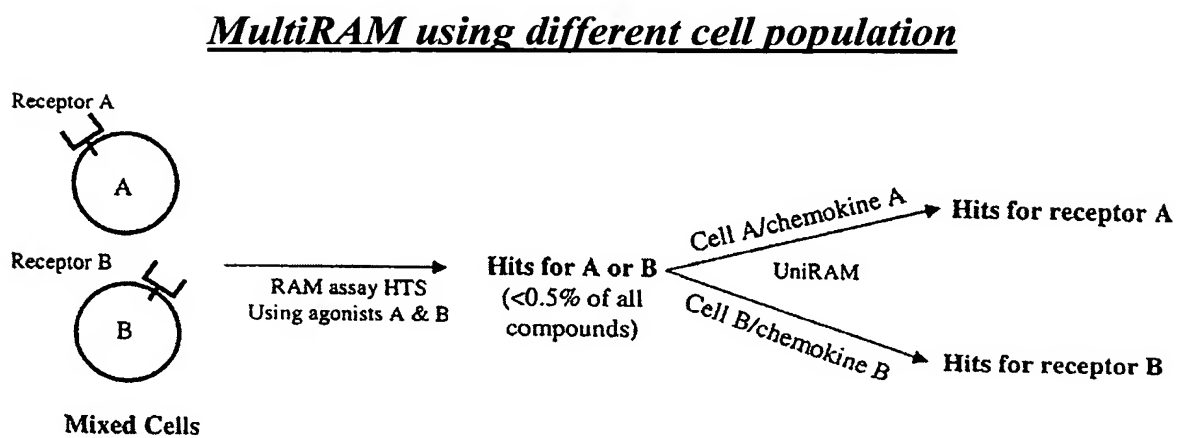 MultiRAM using different cell population
Receptor A
A
Receptor B
B
Mixed Cells
RAM assay HTS
Using agonists A & B
Hits for A or B
(<0.5% of all
compounds)
Cell A/chemokine A
UniRAM
Cell B/chemokine B
Hits for receptor A
Hits for receptor B